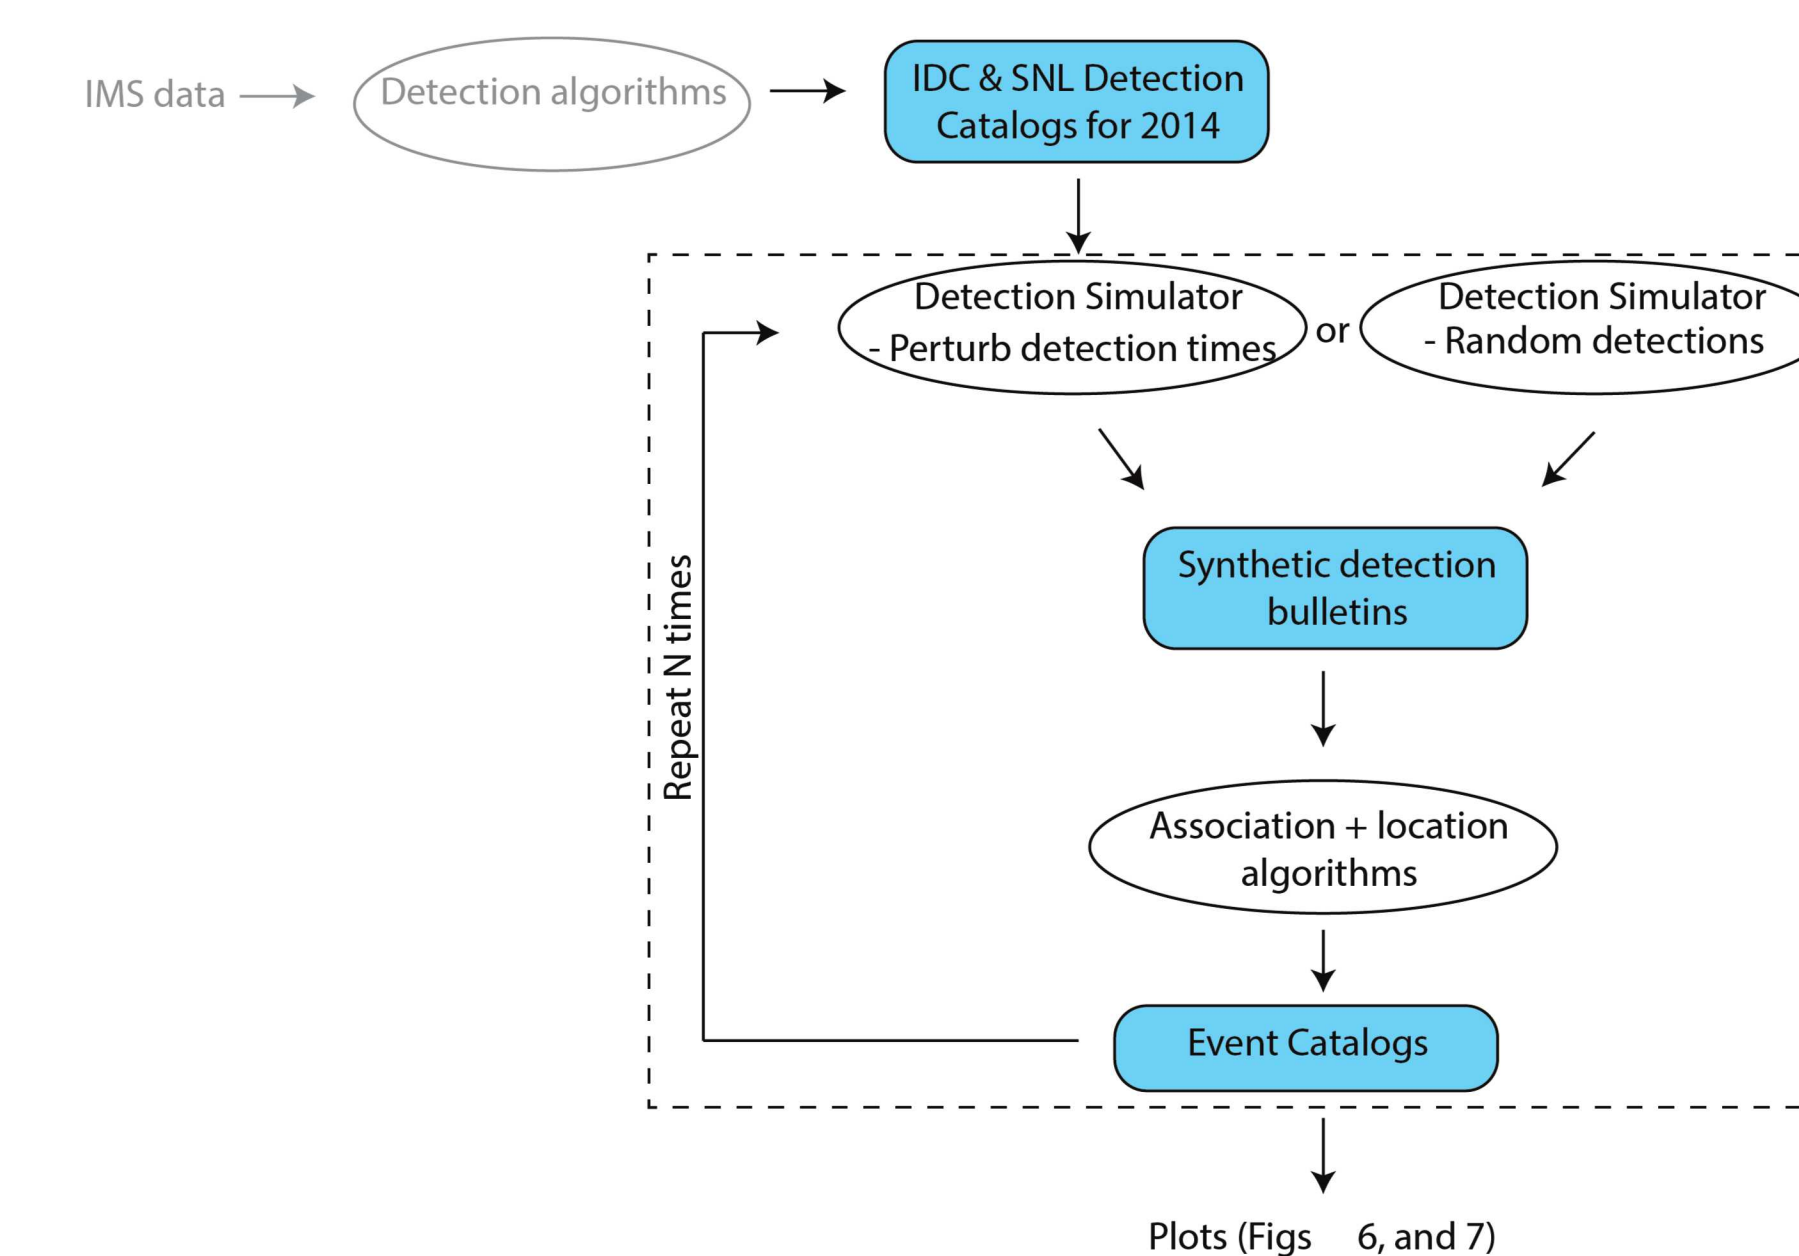 IMS data
Detection algorithms
IDC & SNL Detection
Catalogs for 2014
Detection Simulator
- Perturb detection times
or
Detection Simulator
- Random detections
Repeat N times
Synthetic detection
bulletins
Association + location
algorithms
Event Catalogs
Plots (Figs 6, and 7)